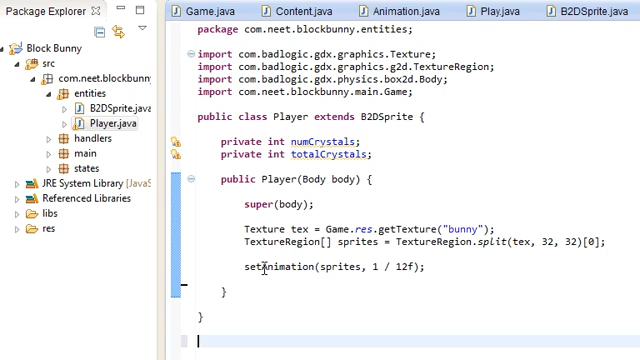 Package Explorer
Block Bunny
src
com.neet.blockbunny
entities
B2DSprite.java
Player.java
handlers
main
states
JRE System Library [JavaSE
Referenced Libraries
libs
res
Game.java Content.java Animation.java Play.java B2DSprite.java
package com.neet.blockbunny.entities;
import com.badlogic.gdx.graphics.Texture;
import com.badlogic.gdx.graphics.g2d.TextureRegion;
import com.badlogic.gdx.physics.box2d.Body;
import com.neet.blockbunny.main.Game;
public class Player extends B2DSprite {
private int numCrystals;
private int totalCrystals;
public Player(Body body) {
super(body);
Texture tex = Game.res.getTexture("bunny");
TextureRegion[] sprites = TextureRegion.split(tex, 32, 32)[0];
setAnimation(sprites, 1 / 12f);
}
}